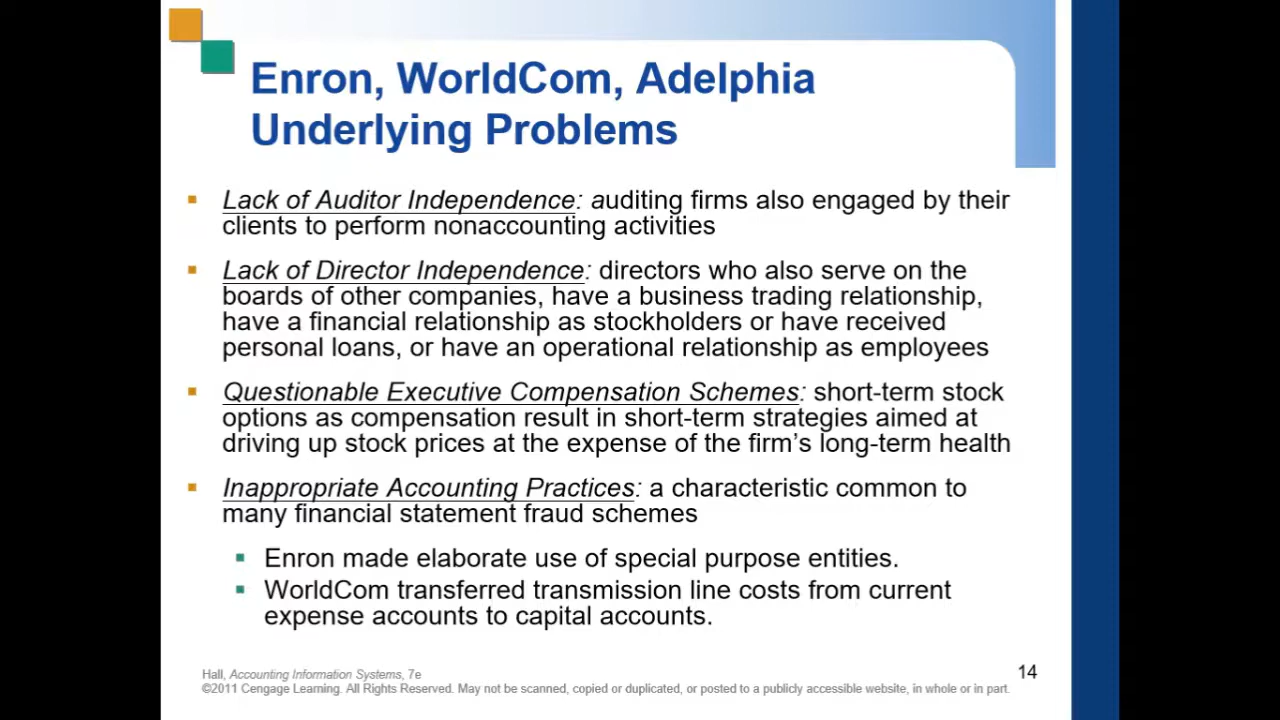 Enron, WorldCom, Adelphia
Underlying Problems
Lack of Auditor Independence: auditing firms also engaged by their
clients to perform nonaccounting activities
Lack of Director Independence: directors who also serve on the
boards of other companies, have a business trading relationship,
have a financial relationship as stockholders or have received
personal loans, or have an operational relationship as employees
Questionable Executive Compensation Schemes: short-term stock
options as compensation result in short-term strategies aimed at
driving up stock prices at the expense of the firm's long-term health
Inappropriate Accounting Practices: a characteristic common to
many financial statement fraud schemes
Enron made elaborate use of special purpose entities.
WorldCom transferred transmission line costs from current
expense accounts to capital accounts.
Hall, Accounting Information Systems, 7e
©2011 Cengage Learning. All Rights Reserved. May not be scanned, copied or duplicated, or posted to a publicly accessible website, in whole or in part.
14